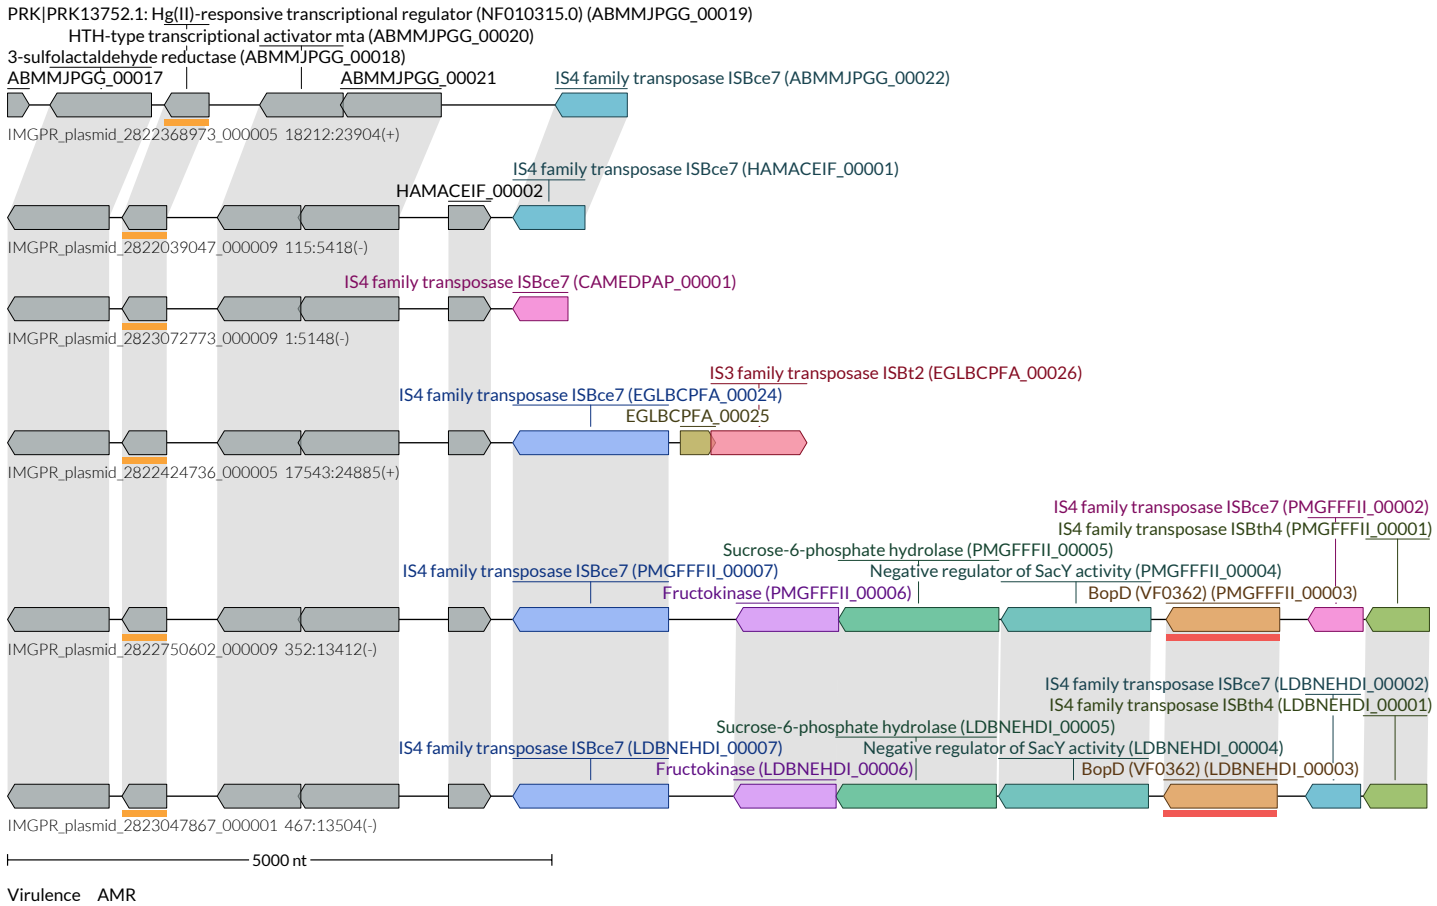 PRK|PRK13752.1: Hg(II)-responsive transcriptional regulator (NF010315.0) (ABMMJPGG_00019)
HTH-type transcriptional activator mta (ABMMJPGG_00020)
3-sulfolactaldehyde reductase (ABMMJPGG_00018)
ABMMJPGG_00017
ABMMJPGG_00021
IS4 family transposase ISBce7 (ABMMJPGG_00022)
IMGPR_plasmid_2822368973_000005 18212:23904(+)
IS4 family transposase ISBce7 (HAMACEIF_00001)
HAMACEIF_00002
IMGPR_plasmid_2822039047_000009 115:5418(-)
IS4 family transposase ISBce7 (CAMEDPAP_00001)
IMGPR_plasmid_2823072773_000009 1:5148(-)
IS3 family transposase ISBt2 (EGLBCPFA_00026)
IS4 family transposase ISBce7 (EGLBCPFA_00024)
EGLBCPFA_00025
IMGPR_plasmid_2822424736_000005 17543:24885(+)
IS4 family transposase ISBce7 (PMGFFFII_00002)
IS4 family transposase ISBth4 (PMGFFFII_00001)
Sucrose-6-phosphate hydrolase (PMGFFFII_00005)
IS4 family transposase ISBce7 (PMGFFFII_00007)
Negative regulator of SacY activity (PMGFFFII_00004)
Fructokinase (PMGFFFII_00006)
BopD (VF0362) (PMGFFFII_00003)
IMGPR_plasmid_2822750602_000009 352:13412(-)
IS4 family transposase ISBce7 (LDBNEHDI_00002)
IS4 family transposase ISBth4 (LDBNEHDI_00001)
Sucrose-6-phosphate hydrolase (LDBNEHDI_00005)
IS4 family transposase ISBce7 (LDBNEHDI_00007)
Negative regulator of SacY activity (LDBNEHDI_00004)
Fructokinase (LDBNEHDI_00006)
BopD (VF0362) (LDBNEHDI_00003)
IMGPR_plasmid_2823047867_000001 467:13504(-)
5000 nt
Virulence AMR